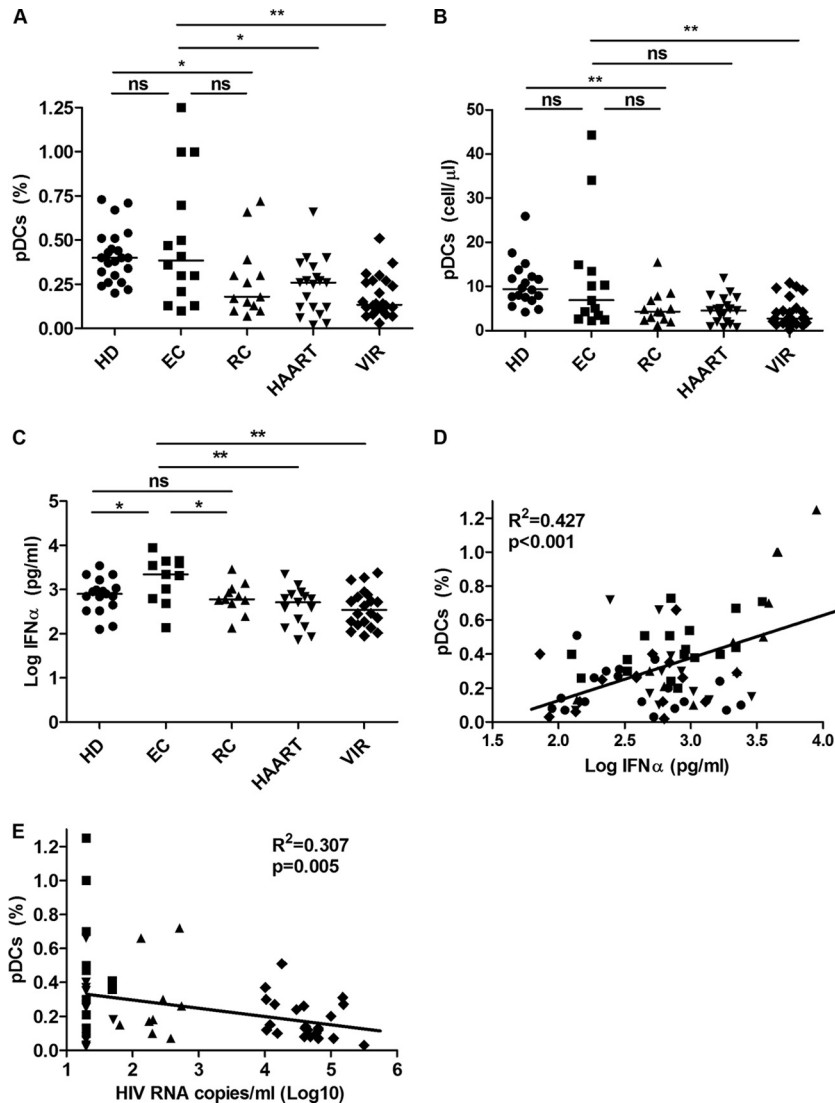 A
**
*
*
ns
ns
pDCs (%)
1.25
1.00
0.75
0.50
0.25
0.00
HD
EC
RC
HAART
VIR
B
**
ns
**
ns
ns
pDCs (cell/µl)
50
40
30
20
10
0
HD
EC
RC
HAART
VIR
C
**
**
ns
*
*
Log IFNα (pg/ml)
5
4
3
2
1
0
HD
EC
RC
HAART
VIR
D
R²=0.427
p<0.001
pDCs (%)
1.4
1.2
1.0
0.8
0.6
0.4
0.2
0.0
1.5
2.0
2.5
3.0
3.5
4.0
Log IFNα (pg/ml)
E
R²=0.307
p=0.005
pDCs (%)
1.2
1.0
0.8
0.6
0.4
0.2
0.0
1
2
3
4
5
6
HIV RNA copies/ml (Log10)